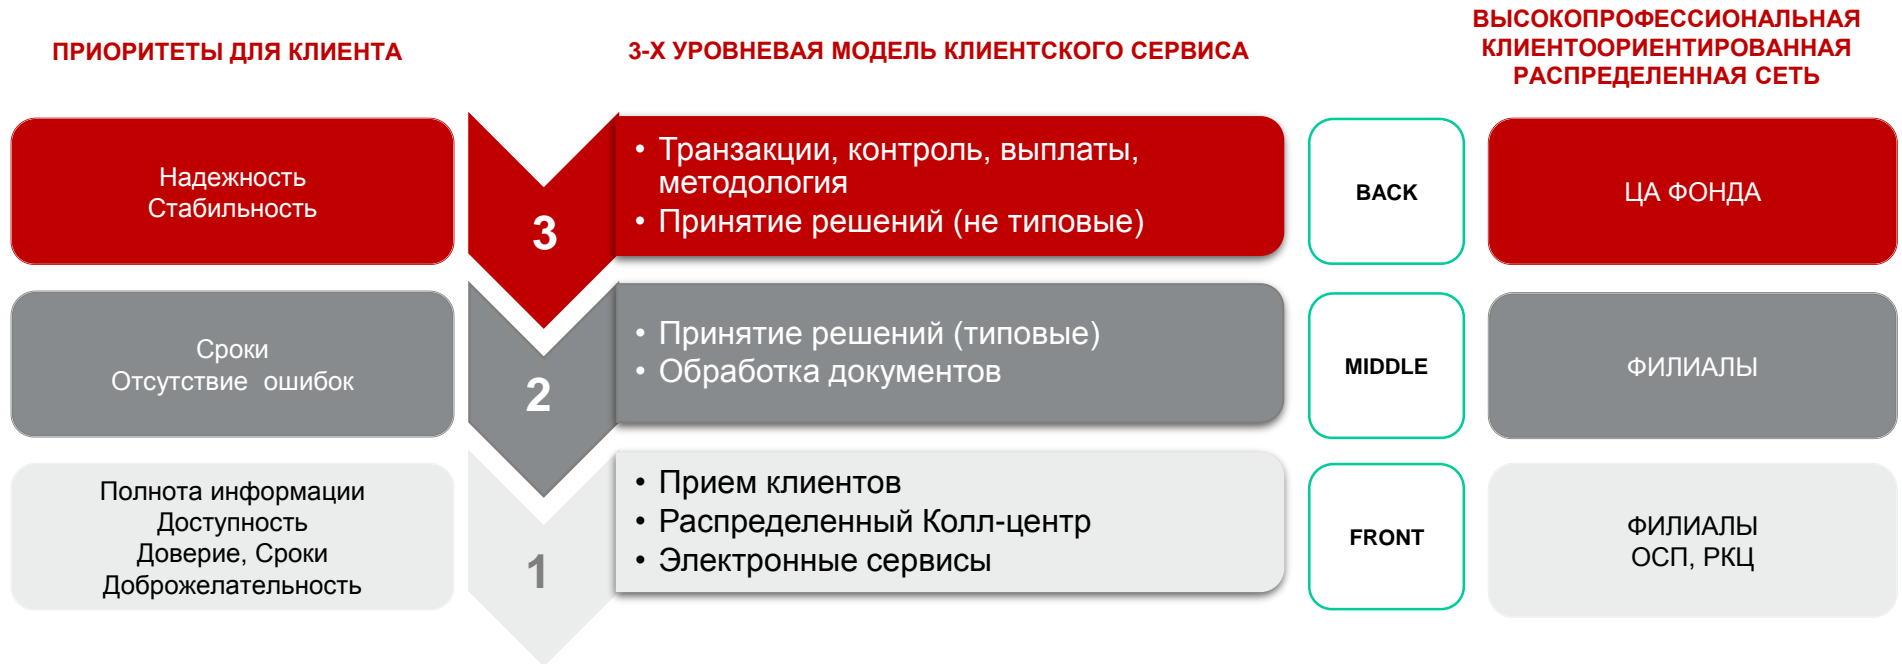 ПРИОРИТЕТЫ ДЛЯ КЛИЕНТА
3-Х УРОВНЕВАЯ МОДЕЛЬ КЛИЕНТСКОГО СЕРВИСА
ВЫСОКОПРОФЕССИОНАЛЬНАЯ
КЛИЕНТООРИЕНТИРОВАННАЯ
РАСПРЕДЕЛЕННАЯ СЕТЬ
Надежность
Стабильность
3
• Транзакции, контроль, выплаты,
методология
• Принятие решений (не типовые)
BACK
ЦА ФОНДА
Сроки
Отсутствие ошибок
2
• Принятие решений (типовые)
• Обработка документов
MIDDLE
ФИЛИАЛЫ
Полнота информации
Доступность
Доверие, Сроки
Доброжелательность
1
• Прием клиентов
• Распределенный Колл-центр
• Электронные сервисы
FRONT
ФИЛИАЛЫ
ОСП, РКЦ